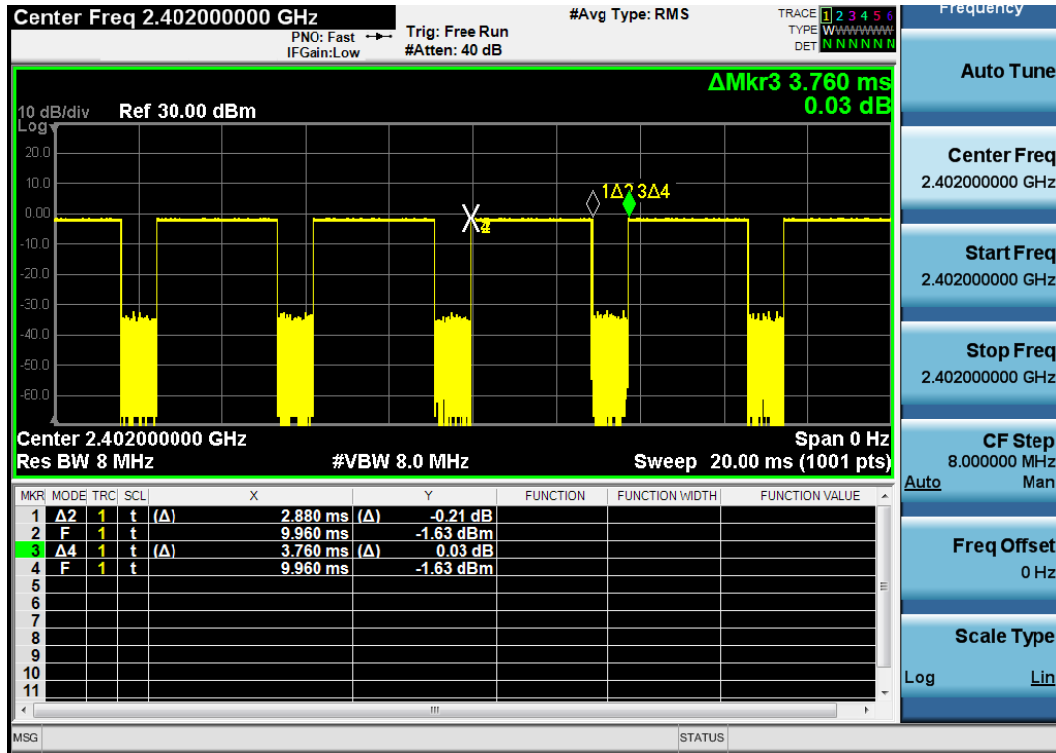 Center Freq 2.402000000 GHz
PNO: Fast
IFGain:Low
Trig: Free Run
#Atten: 40 dB
#Avg Type: RMS
TRACE 1 2 3 4 5 6
TYPE W
DET N N N N N N
Frequency
Auto Tune
Center Freq
2.402000000 GHz
Start Freq
2.402000000 GHz
Stop Freq
2.402000000 GHz
CF Step
8.000000 MHz
Auto Man
Freq Offset
0 Hz
Scale Type
Log Lin
ΔMkr3 3.760 ms
0.03 dB
10 dB/div Ref 30.00 dBm
Log
20.0
10.0
0.00
-10.0
-20.0
-30.0
-40.0
-50.0
-60.0
1Δ2 3Δ4
Center 2.402000000 GHz Span 0 Hz
Res BW 8 MHz #VBW 8.0 MHz Sweep 20.00 ms (1001 pts)
MKR MODE TRC SCL X Y FUNCTION FUNCTION WIDTH FUNCTION VALUE
1 Δ2 1 t (Δ) 2.880 ms (Δ) -0.21 dB
2 F 1 t 9.960 ms -1.63 dBm
3 Δ4 1 t (Δ) 3.760 ms (Δ) 0.03 dB
4 F 1 t 9.960 ms -1.63 dBm
5
6
7
8
9
10
11
MSG STATUS